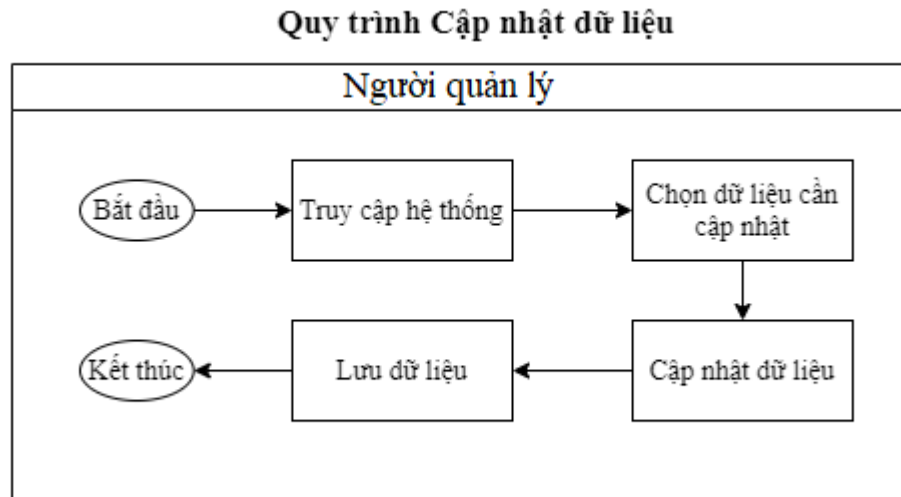 Quy trình Cập nhật dữ liệu
Người quản lý
Bắt đầu
Truy cập hệ thống
Chọn dữ liệu cần
cập nhật
Cập nhật dữ liệu
Lưu dữ liệu
Kết thúc